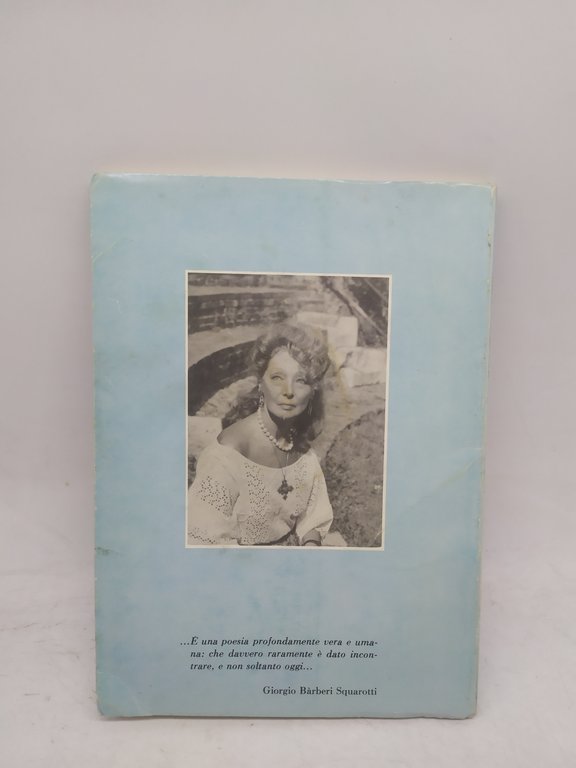 ...È una poesia profondamente vera e uma-
na: che davvero raramente è dato incon-
trare, e non soltanto oggi...
Giorgio Bàrberi Squarotti